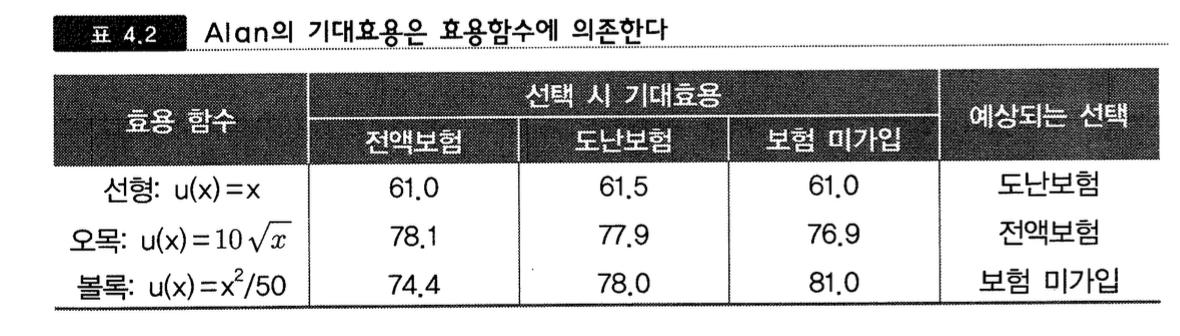 표 4.2 Alan의 기대효용은 효용함수에 의존한다
효용 함수 선택 시 기대효용 예상되는 선택
전액보험 도난보험 보험 미가입
선형: u(x)=x 61.0 61.5 61.0 도난보험
오목: u(x)=10√x 78.1 77.9 76.9 전액보험
볼록: u(x)=x²/50 74.4 78.0 81.0 보험 미가입